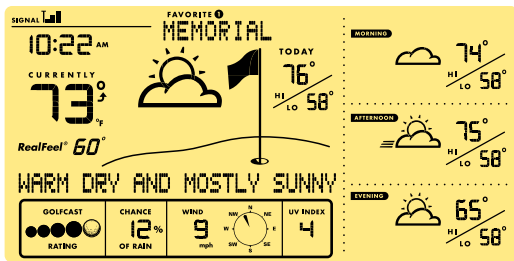 SIGNAL
10:22 AM
FAVORITE 1
MEMORIAL
CURRENTLY
73°
°F
RealFeel® 60°
TODAY
76°
HI
LO 58°
WARM DRY AND MOSTLY SUNNY
GOLFCAST
RATING
CHANCE
12%
OF RAIN
WIND
9
mph
N
NE
E
SE
S
SW
W
NW
UV INDEX
4
MORNING
74°
HI
LO 58°
AFTERNOON
75°
HI
LO 58°
EVENING
65°
HI
LO 58°